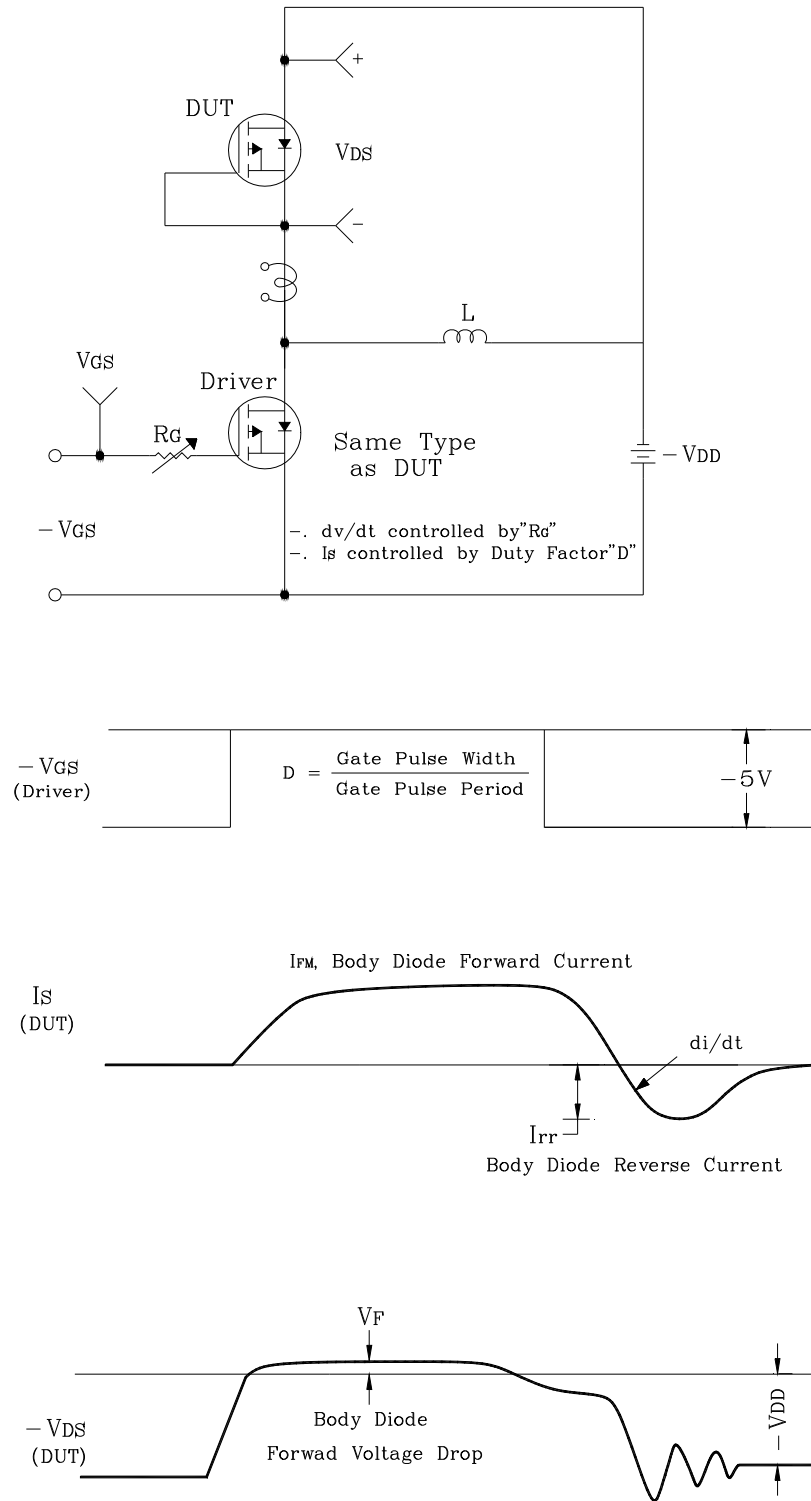 +
DUT
VDS
−
L
VGS
Driver
RG
Same Type
as DUT
−VDD
−VGS
−. dv/dt controlled by"RG"
−. IS controlled by Duty Factor"D"
−VGS
(Driver)
D = Gate Pulse Width
Gate Pulse Period
−5V
IFM, Body Diode Forward Current
IS
(DUT)
di/dt
Irr
Body Diode Reverse Current
VF
−VDD
−VDS
(DUT)
Body Diode
Forwad Voltage Drop